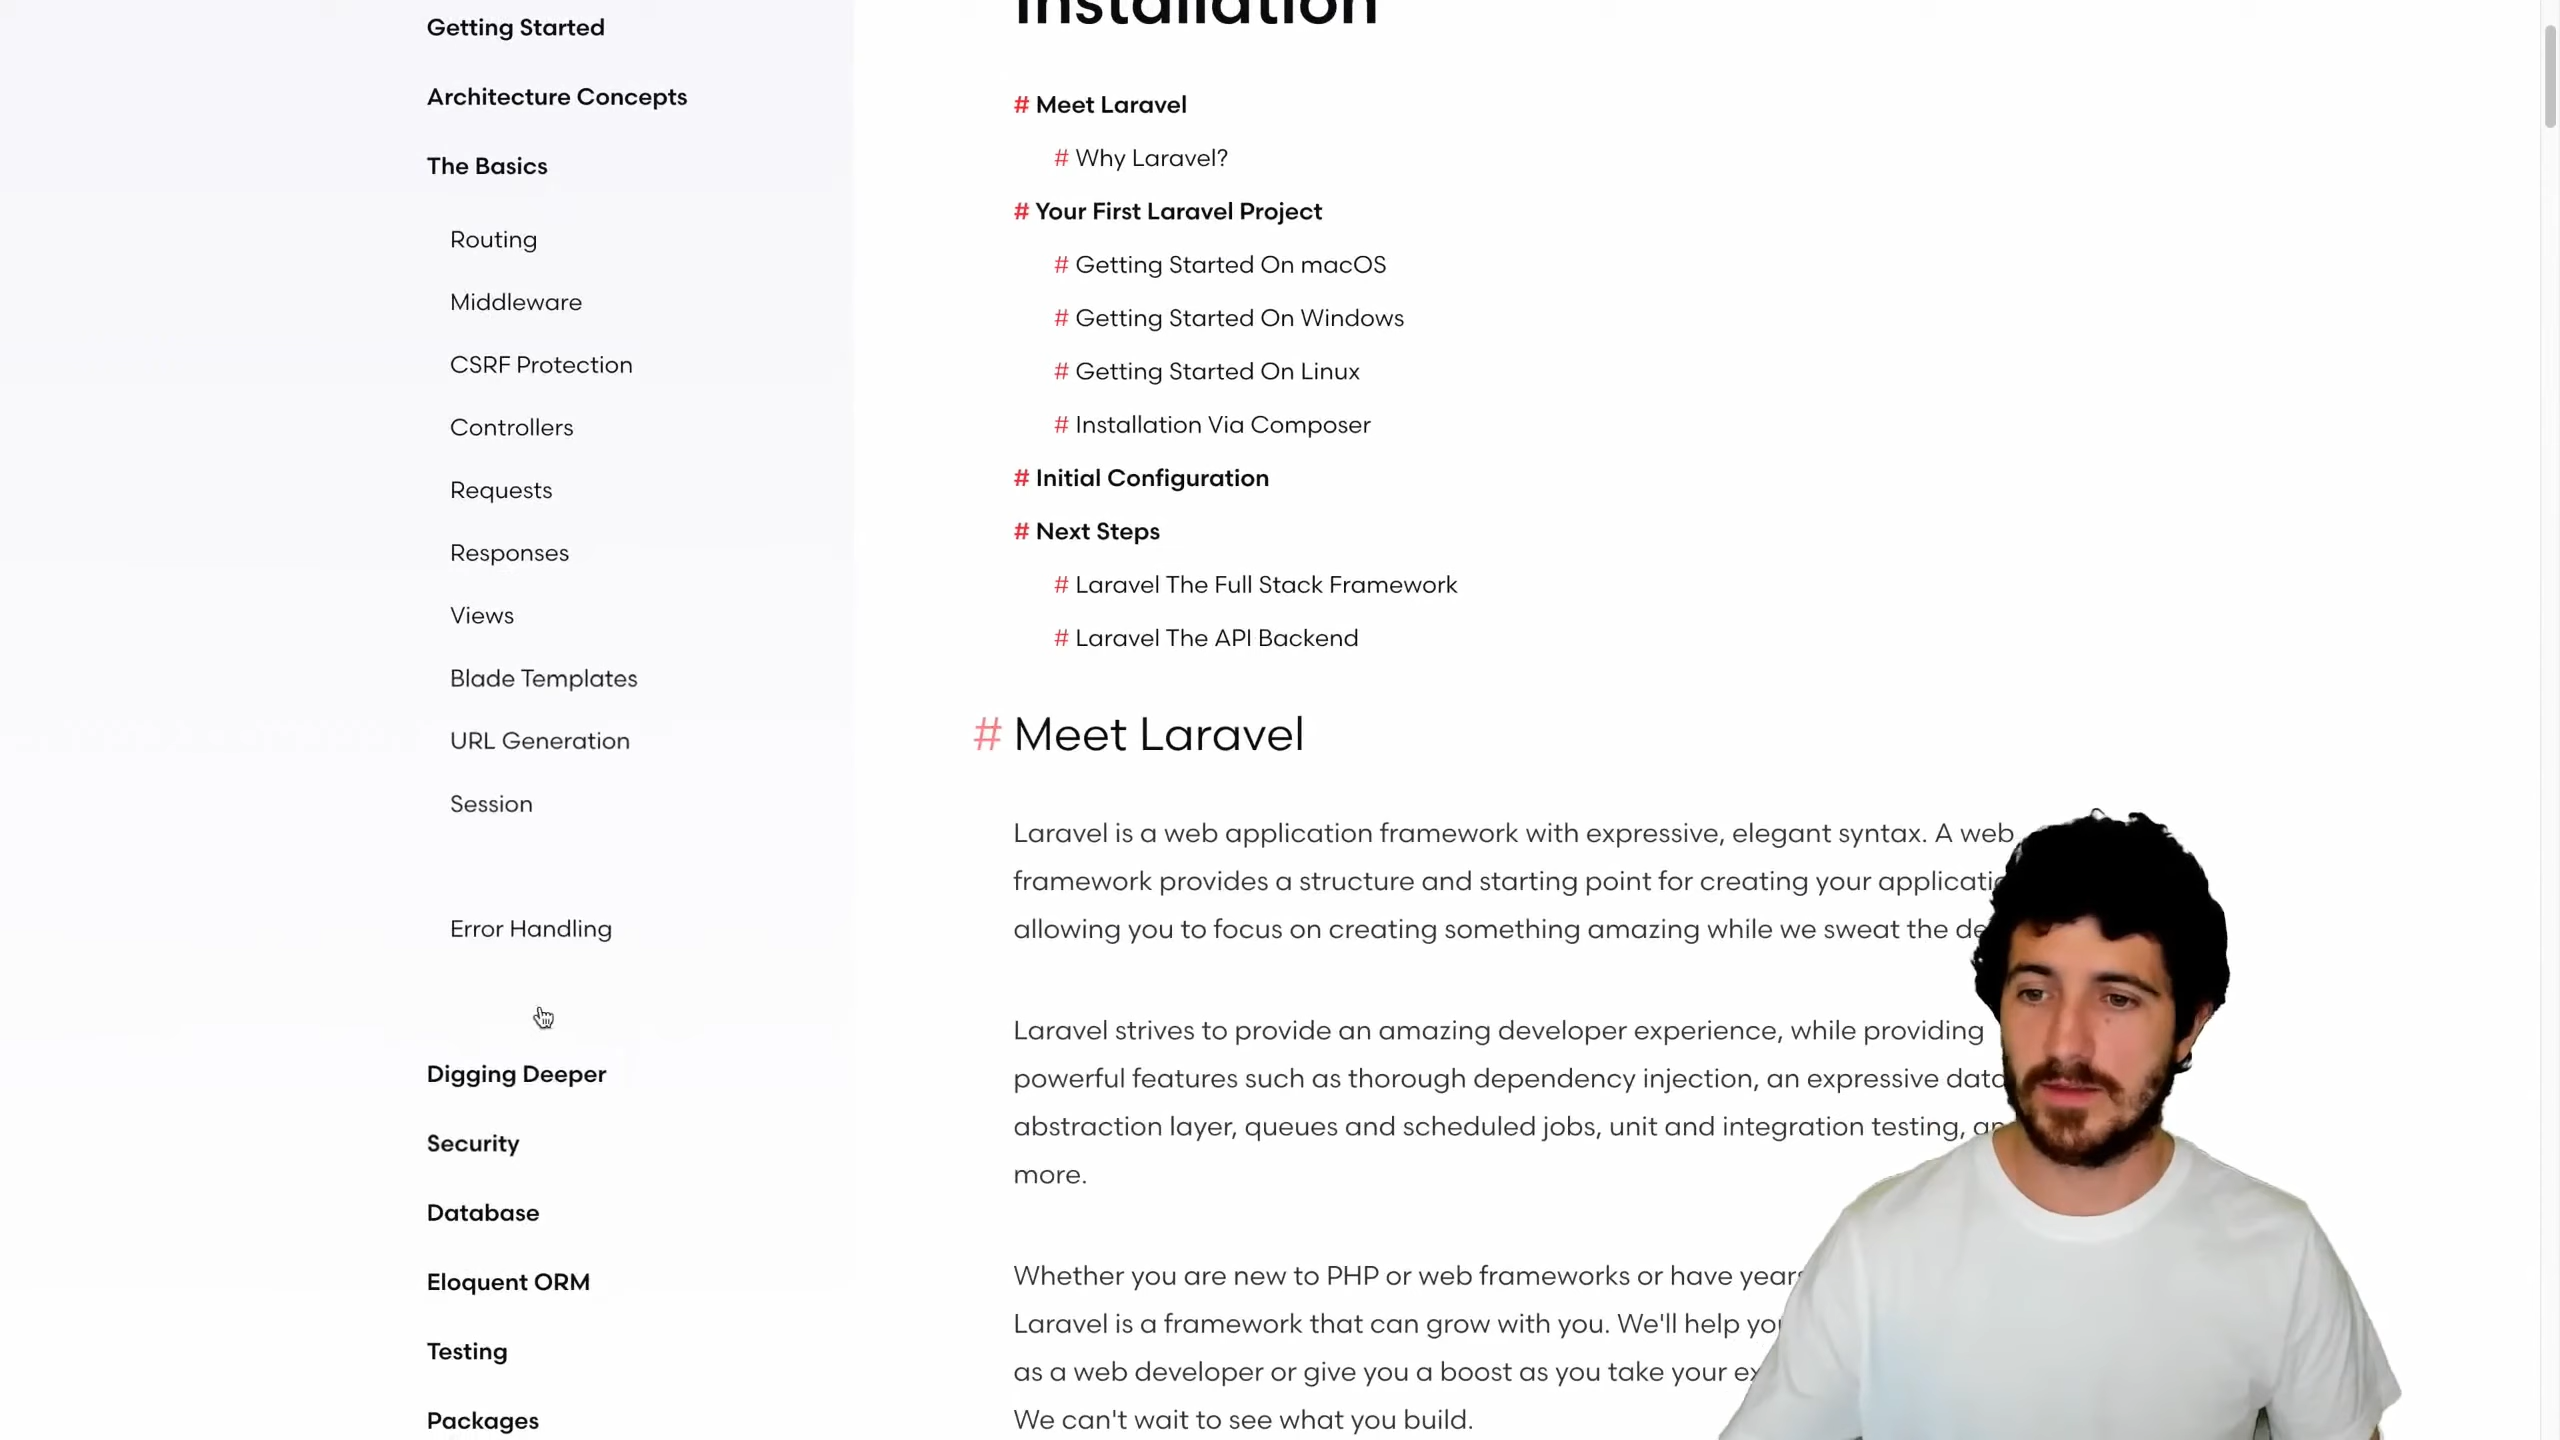 Getting Started
Architecture Concepts
The Basics
Routing
Middleware
CSRF Protection
Controllers
Requests
Responses
Views
Blade Templates
URL Generation
Session
Error Handling
Digging Deeper
Security
Database
Eloquent ORM
Testing
Packages
Installation
# Meet Laravel
# Why Laravel?
# Your First Laravel Project
# Getting Started On macOS
# Getting Started On Windows
# Getting Started On Linux
# Installation Via Composer
# Initial Configuration
# Next Steps
# Laravel The Full Stack Framework
# Laravel The API Backend
# Meet Laravel
Laravel is a web application framework with expressive, elegant syntax. A web
framework provides a structure and starting point for creating your
allowing you to focus on creating something amazing while we sweat the
Laravel strives to provide an amazing developer experience, while providing
powerful features such as thorough dependency injection, an expressive
abstraction layer, queues and scheduled jobs, unit and integration testing,
more.
Whether you are new to PHP or web frameworks or have
Laravel is a framework that can grow with you. We'll help
as a web developer or give you a boost as you take your
We can't wait to see what you build.